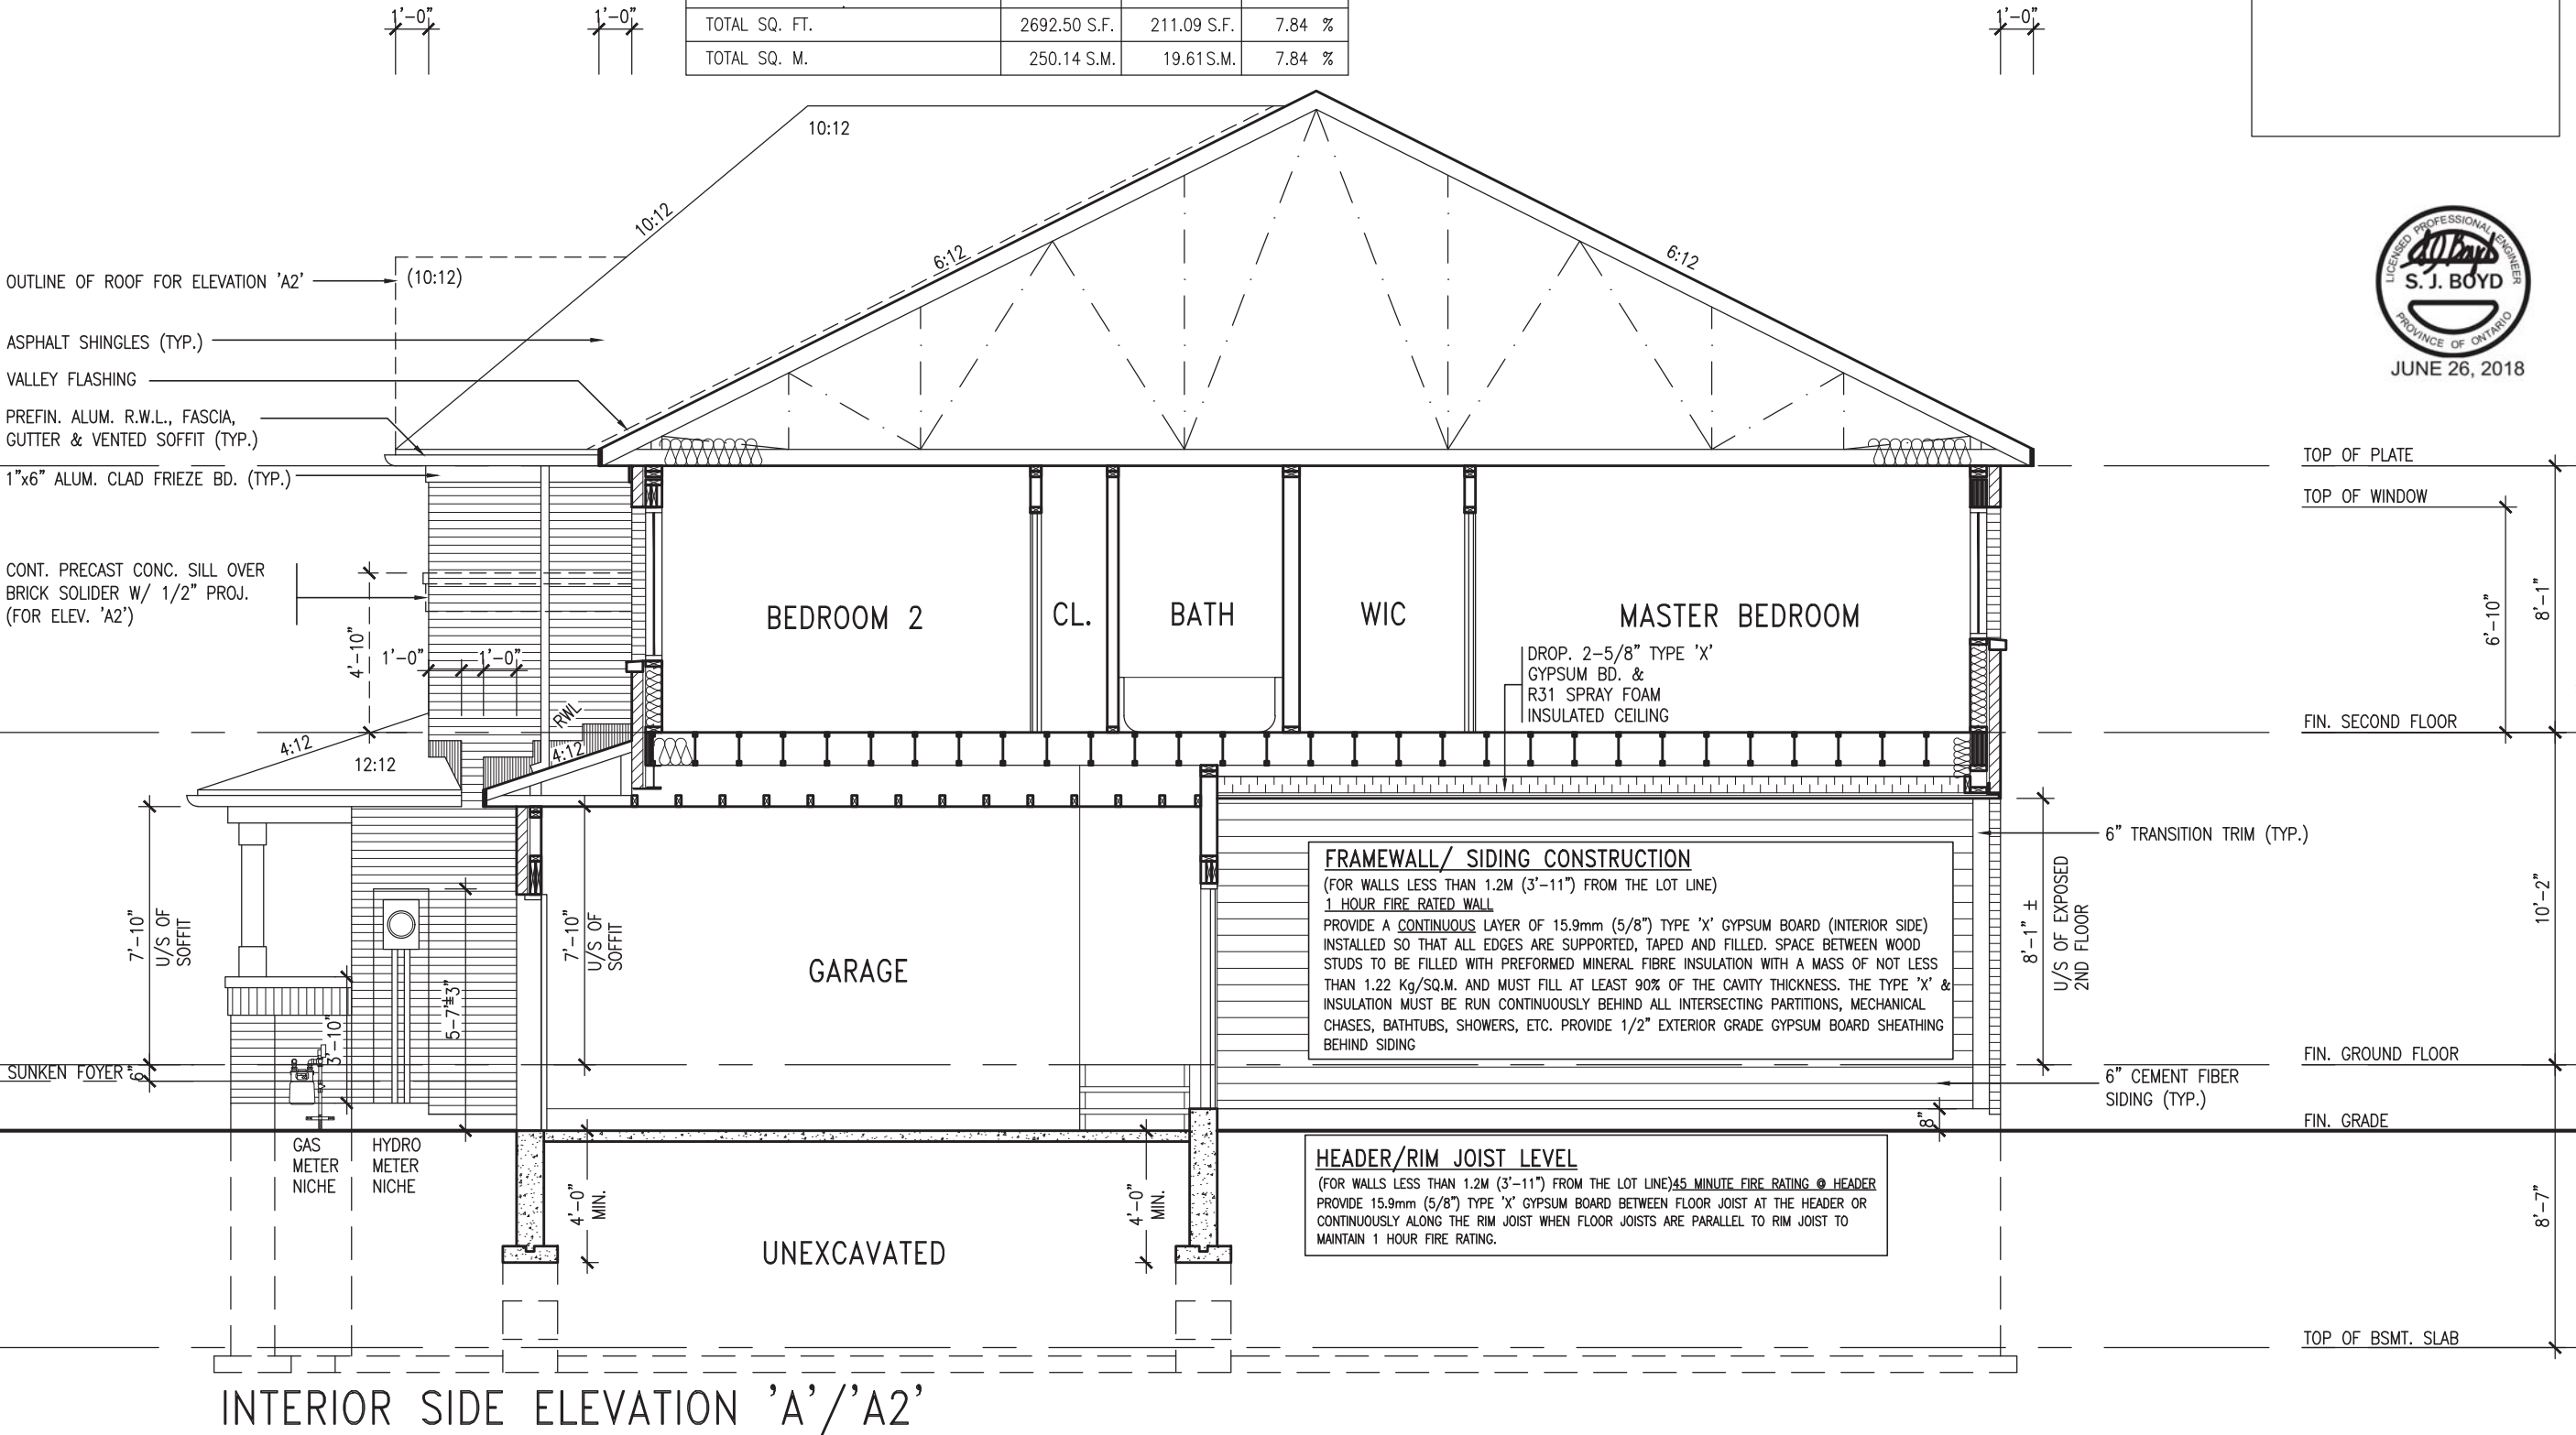 1'-0"
1'-0"
1'-0"
TOTAL SQ. FT. 2692.50 S.F. 211.09 S.F. 7.84 %
TOTAL SQ. M. 250.14 S.M. 19.61 S.M. 7.84 %
10:12
10:12
6:12
6:12
OUTLINE OF ROOF FOR ELEVATION 'A2'
(10:12)
ASPHALT SHINGLES (TYP.)
VALLEY FLASHING
PREFIN. ALUM. R.W.L., FASCIA,
GUTTER & VENTED SOFFIT (TYP.)
1"x6" ALUM. CLAD FRIEZE BD. (TYP.)
CONT. PRECAST CONC. SILL OVER
BRICK SOLIDER W/ 1/2" PROJ.
(FOR ELEV. 'A2')
4'-10"
1'-0"
1'-0"
RWL
4:12
4:12
12:12
LICENSED PROFESSIONAL ENGINEER
S. J. BOYD
PROVINCE OF ONTARIO
JUNE 26, 2018
TOP OF PLATE
TOP OF WINDOW
6'-10"
8'-1"
FIN. SECOND FLOOR
BEDROOM 2
CL.
BATH
WIC
MASTER BEDROOM
DROP. 2-5/8" TYPE 'X'
GYPSUM BD. &
R31 SPRAY FOAM
INSULATED CEILING
7'-10"
U/S OF
SOFFIT
7'-10"
U/S OF
SOFFIT
5'-7"±3"
3'-10"
SUNKEN FOYER
6"
GARAGE
FRAMEWALL/ SIDING CONSTRUCTION
(FOR WALLS LESS THAN 1.2M (3'-11") FROM THE LOT LINE)
1 HOUR FIRE RATED WALL
PROVIDE A CONTINUOUS LAYER OF 15.9mm (5/8") TYPE 'X' GYPSUM BOARD (INTERIOR SIDE)
INSTALLED SO THAT ALL EDGES ARE SUPPORTED, TAPED AND FILLED. SPACE BETWEEN WOOD
STUDS TO BE FILLED WITH PREFORMED MINERAL FIBRE INSULATION WITH A MASS OF NOT LESS
THAN 1.22 Kg/SQ.M. AND MUST FILL AT LEAST 90% OF THE CAVITY THICKNESS. THE TYPE 'X' &
INSULATION MUST BE RUN CONTINUOUSLY BEHIND ALL INTERSECTING PARTITIONS, MECHANICAL
CHASES, BATHTUBS, SHOWERS, ETC. PROVIDE 1/2" EXTERIOR GRADE GYPSUM BOARD SHEATHING
BEHIND SIDING
6" TRANSITION TRIM (TYP.)
8'-1" ±
U/S OF EXPOSED
2ND FLOOR
10'-2"
FIN. GROUND FLOOR
6" CEMENT FIBER
SIDING (TYP.)
8"
FIN. GRADE
GAS
METER
NICHE
HYDRO
METER
NICHE
4'-0"
MIN.
4'-0"
MIN.
UNEXCAVATED
HEADER/RIM JOIST LEVEL
(FOR WALLS LESS THAN 1.2M (3'-11") FROM THE LOT LINE)45 MINUTE FIRE RATING @ HEADER
PROVIDE 15.9mm (5/8") TYPE 'X' GYPSUM BOARD BETWEEN FLOOR JOIST AT THE HEADER OR
CONTINUOUSLY ALONG THE RIM JOIST WHEN FLOOR JOISTS ARE PARALLEL TO RIM JOIST TO
MAINTAIN 1 HOUR FIRE RATING.
8'-7"
TOP OF BSMT. SLAB
INTERIOR SIDE ELEVATION 'A'/'A2'